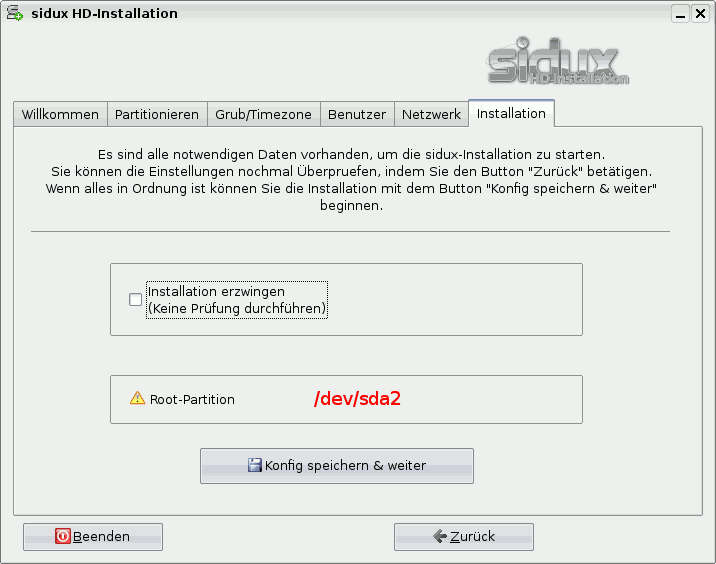 sidux HD-Installation
sidux
HD-Installation
Willkommen Partitionieren Grub/Timezone Benutzer Netzwerk Installation
Es sind alle notwendigen Daten vorhanden, um die sidux-Installation zu starten.
Sie können die Einstellungen nochmal Überpruefen, indem Sie den Button "Zurück" betätigen.
Wenn alles in Ordnung ist können Sie die Installation mit dem Button "Konfig speichern & weiter"
beginnen.
Installation erzwingen
(Keine Prüfung durchführen)
Root-Partition /dev/sda2
Konfig speichern & weiter
Beenden Zurück